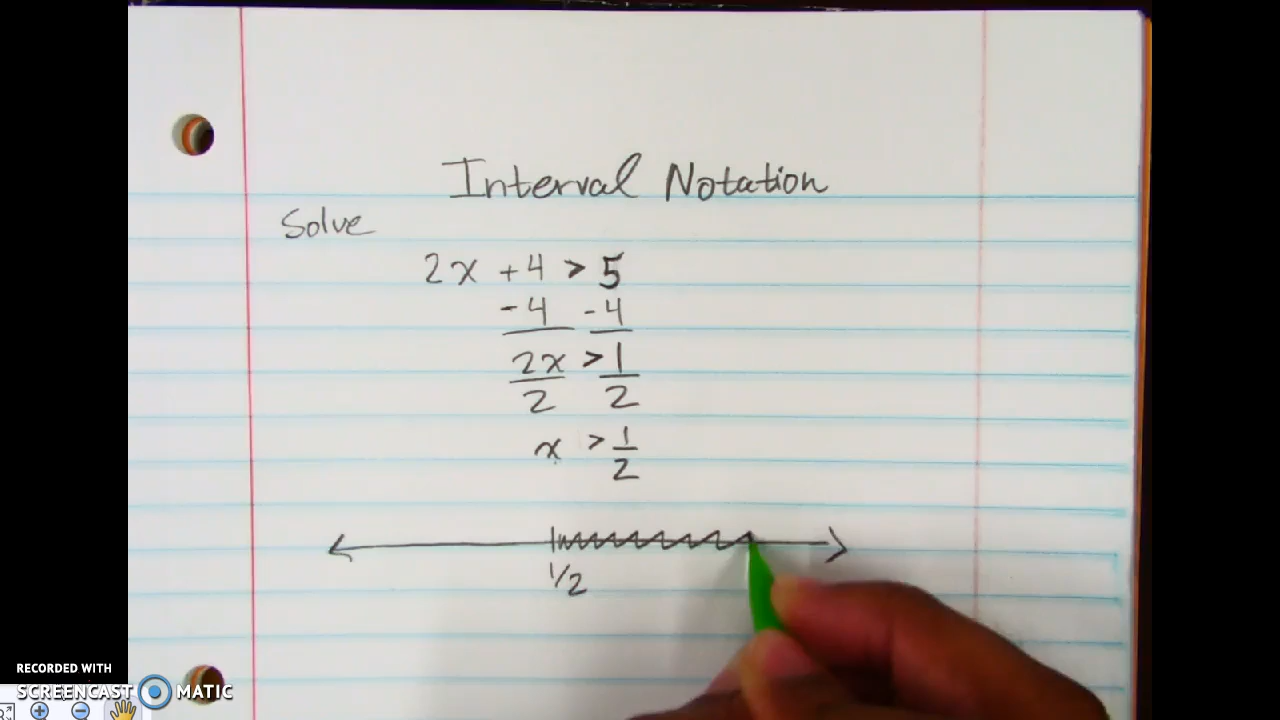 Interval Notation
Solve
2x + 4 > 5
-4 -4
2x > 1
2 2
x > 1
2
1/2
RECORDED WITH
SCREENCAST MATIC